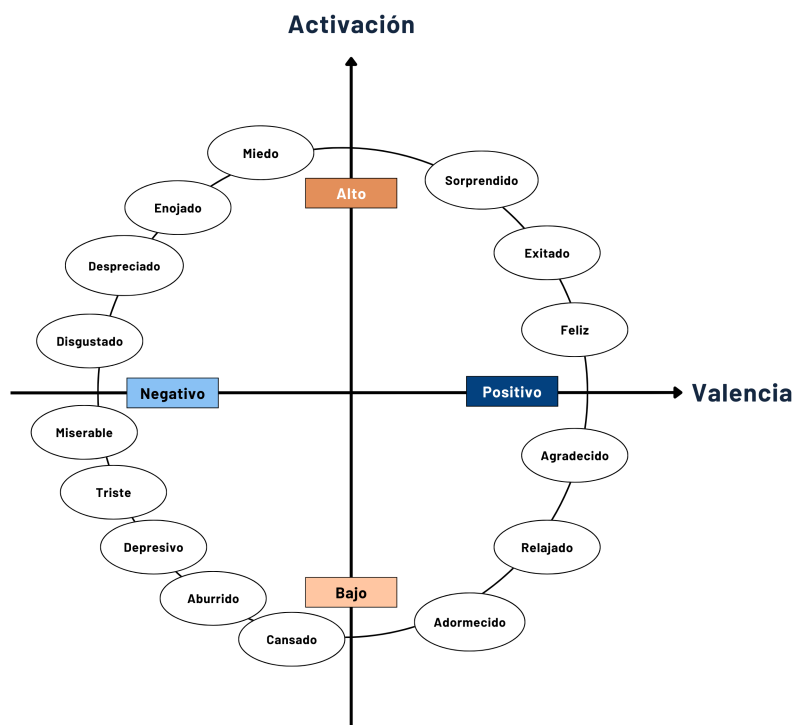 Activación
Miedo
Sorprendido
Alto
Enojado
Exitado
Despreciado
Feliz
Disgustado
Negativo
Positivo
Valencia
Miserable
Agradecido
Triste
Depresivo
Relajado
Bajo
Aburrido
Adormecido
Cansado